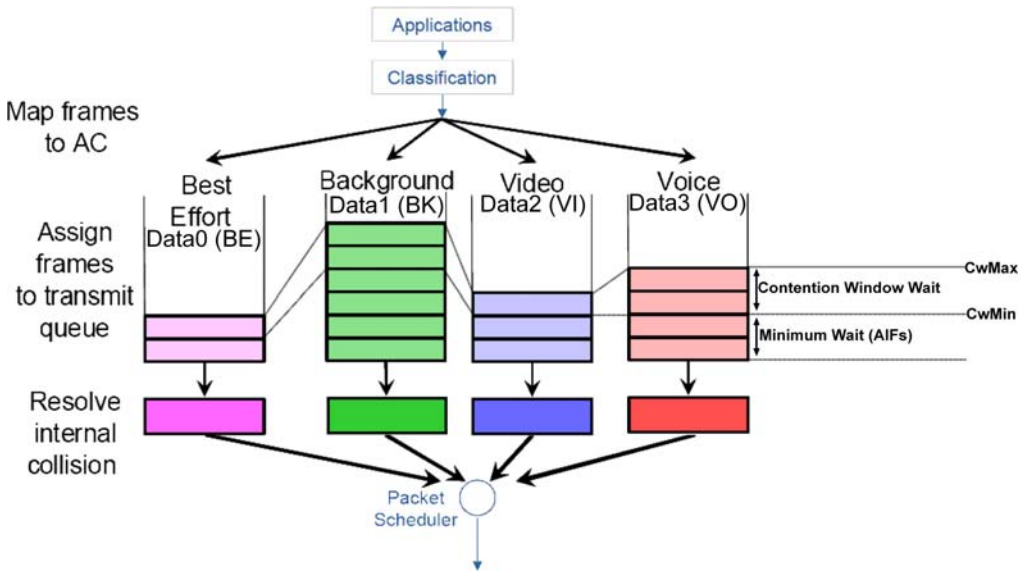 Applications
Classification
Map frames
to AC
Best
Effort
Data0 (BE)
Background
Data1 (BK)
Video
Data2 (VI)
Voice
Data3 (VO)
Assign
frames
to transmit
queue
CwMax
Contention Window Wait
CwMin
Minimum Wait (AIFs)
Resolve
internal
collision
Packet
Scheduler